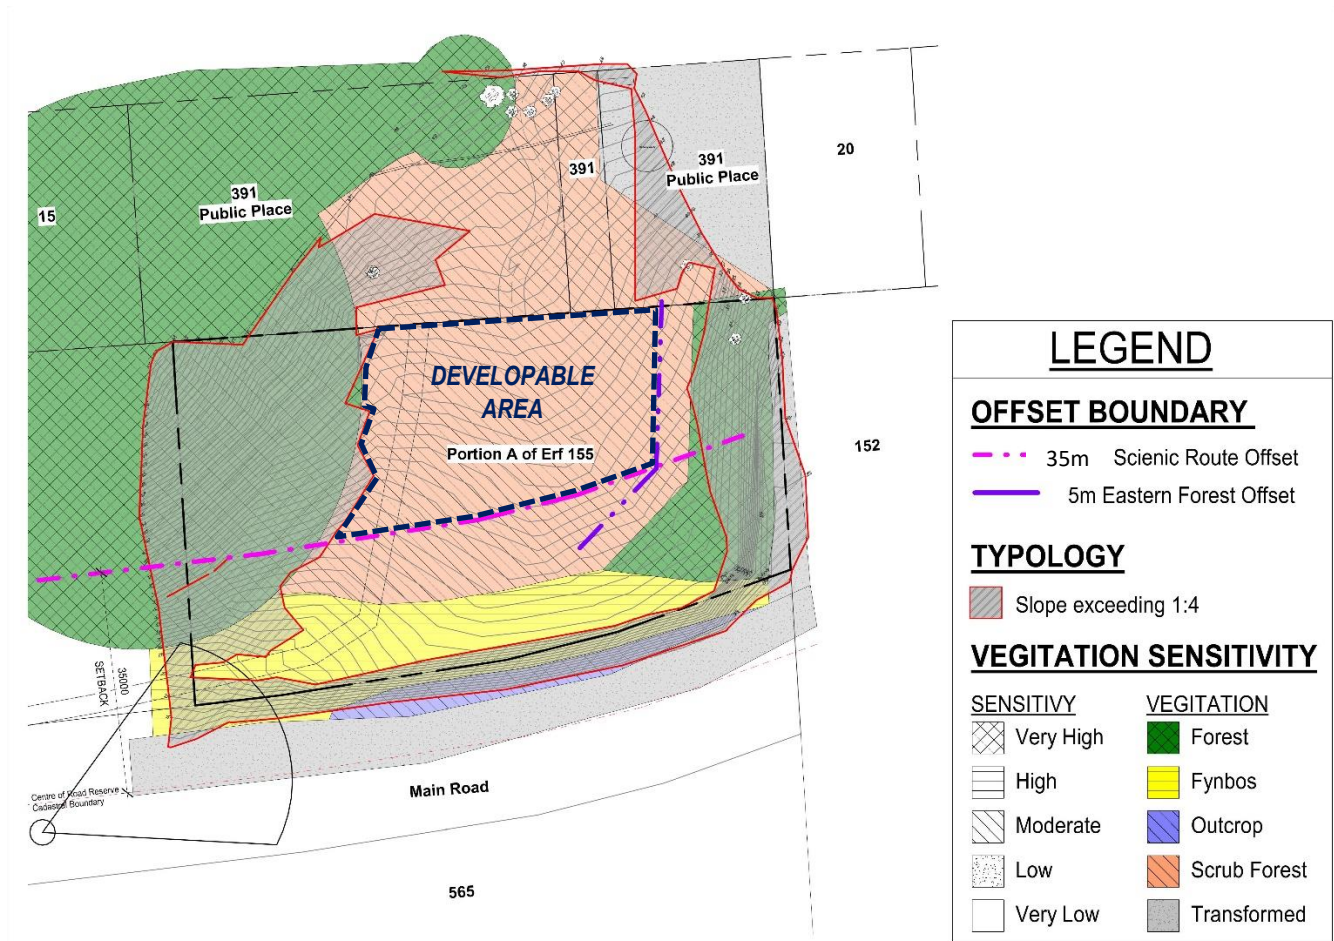 20
391
391
Public Place
391
Public Place
15
DEVELOPABLE
AREA
Portion A of Erf 155
152
35000
SETBACK
Centre of Road Reserve
Cadastral Boundary
Main Road
565
LEGEND
OFFSET BOUNDARY
35m Scienic Route Offset
5m Eastern Forest Offset
TYPOLOGY
Slope exceeding 1:4
VEGITATION SENSITIVITY
SENSITIVY VEGITATION
Very High Forest
High Fynbos
Moderate Outcrop
Low Scrub Forest
Very Low Transformed